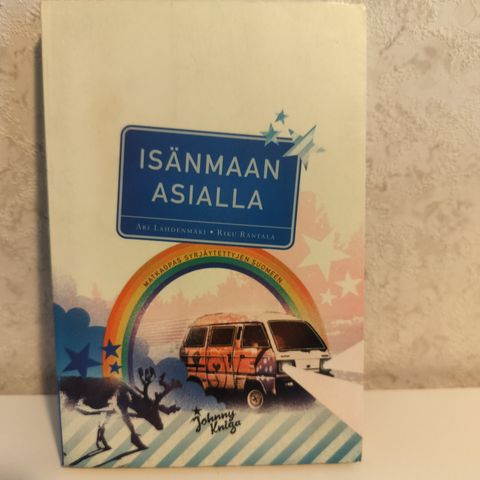 ISÄNMAAN
ASIALLA
ARI LAHDENMÄKI • RIKU RANTALA
MATKAOPAS SYRJÄYTETTYJEN SUOMEEN
Johnny
Kniga